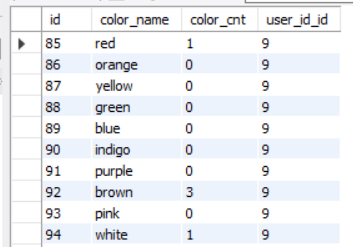 id color_name color_cnt user_id_id
85 red 1 9
86 orange 0 9
87 yellow 0 9
88 green 0 9
89 blue 0 9
90 indigo 0 9
91 purple 0 9
92 brown 3 9
93 pink 0 9
94 white 1 9